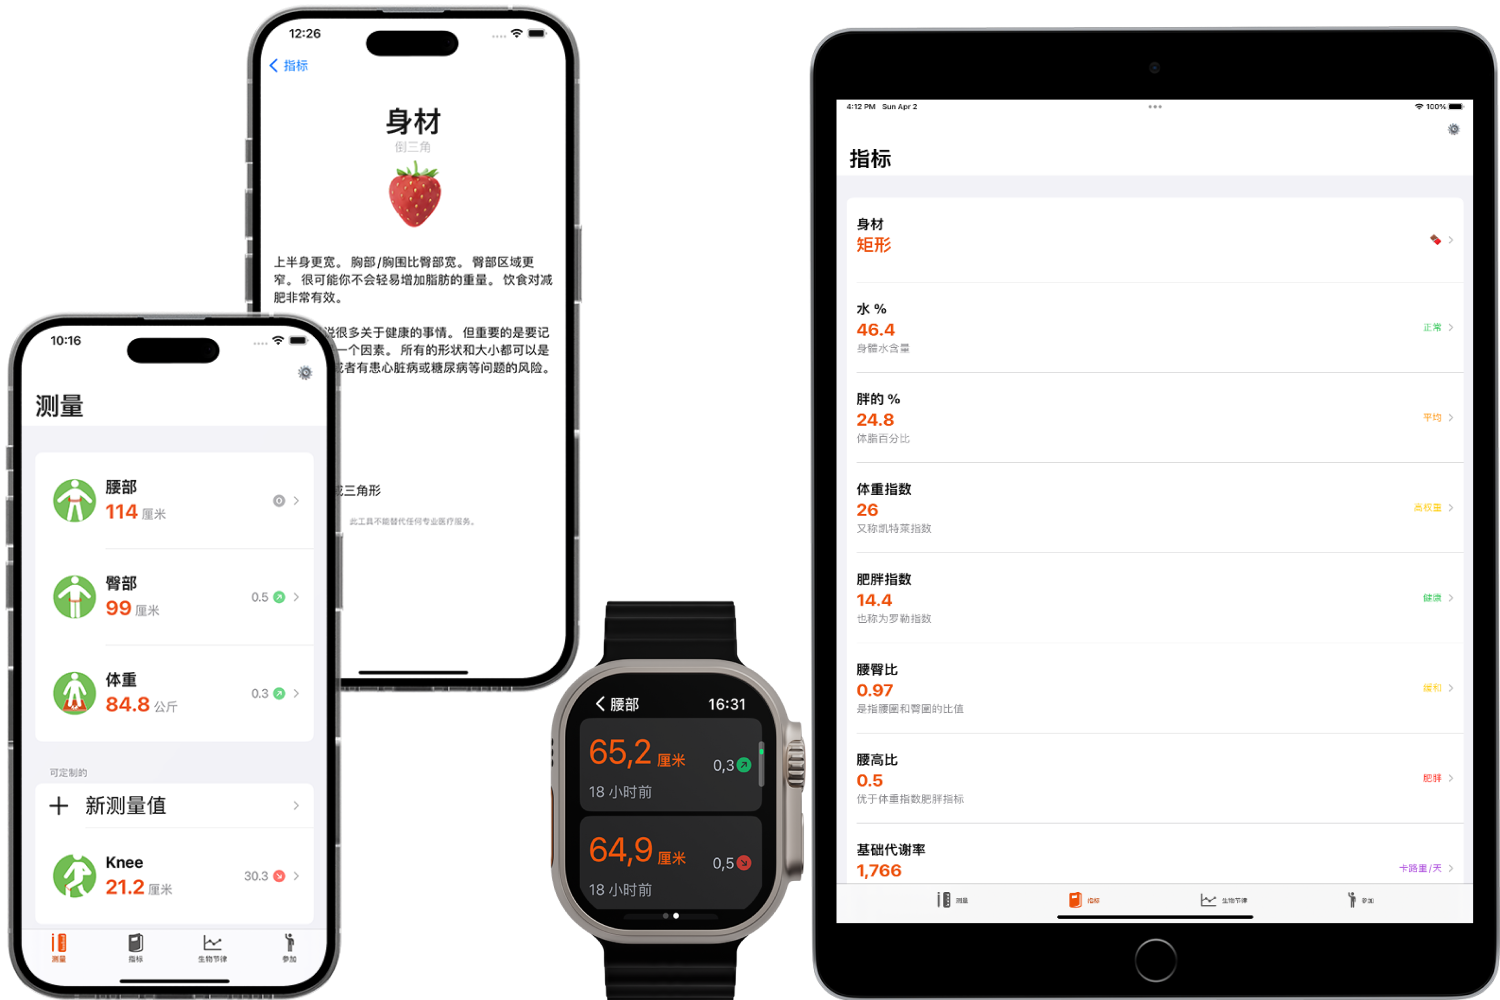 12:26
指标
身材
倒三角
上半身更宽。 胸部/胸围比臀部宽。 臀部区域更
窄。 很可能你不会轻易增加脂肪的重量。 饮食对减
肥非常有效。
说很多关于健康的事情。 但重要的是要记
一个因素。 所有的形状和大小都可以是
或者有患心脏病或糖尿病等问题的风险。
三角形
此工具不能替代任何专业医疗服务。
10:16
测量
腰部
114 厘米
0
臀部
99 厘米
0.5
体重
84.8 公斤
0.3
可定制的
新测量值
Knee
21.2 厘米
30.3
测量
指标
生物节律
参加
腰部
16:31
65,2 厘米
0,3
18 小时前
64,9 厘米
0,5
18 小时前
4:12 PM Sun Apr 2
100%
指标
身材
矩形
水 %
46.4
身體水含量
正常
胖的 %
24.8
体脂百分比
平均
体重指数
26
又称凯特莱指数
高权重
肥胖指数
14.4
也称为罗勒指数
健康
腰臀比
0.97
是指腰圍和臀圍的比值
缓和
腰高比
0.5
优于体重指数肥胖指标
肥胖
基础代谢率
1,766
卡路里/天
测量
指标
生物节律
参加